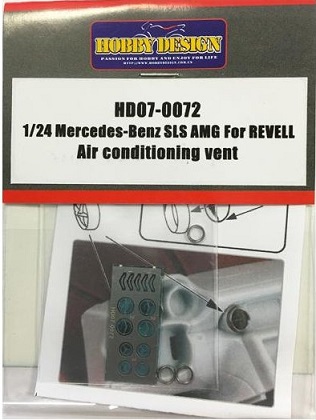 HOBBY DESIGN
PASSION FOR HOBBY AND ENJOY FOR LIFE
HD07-0072
1/24 Mercedes-Benz SLS AMG For REVELL
Air conditioning vent